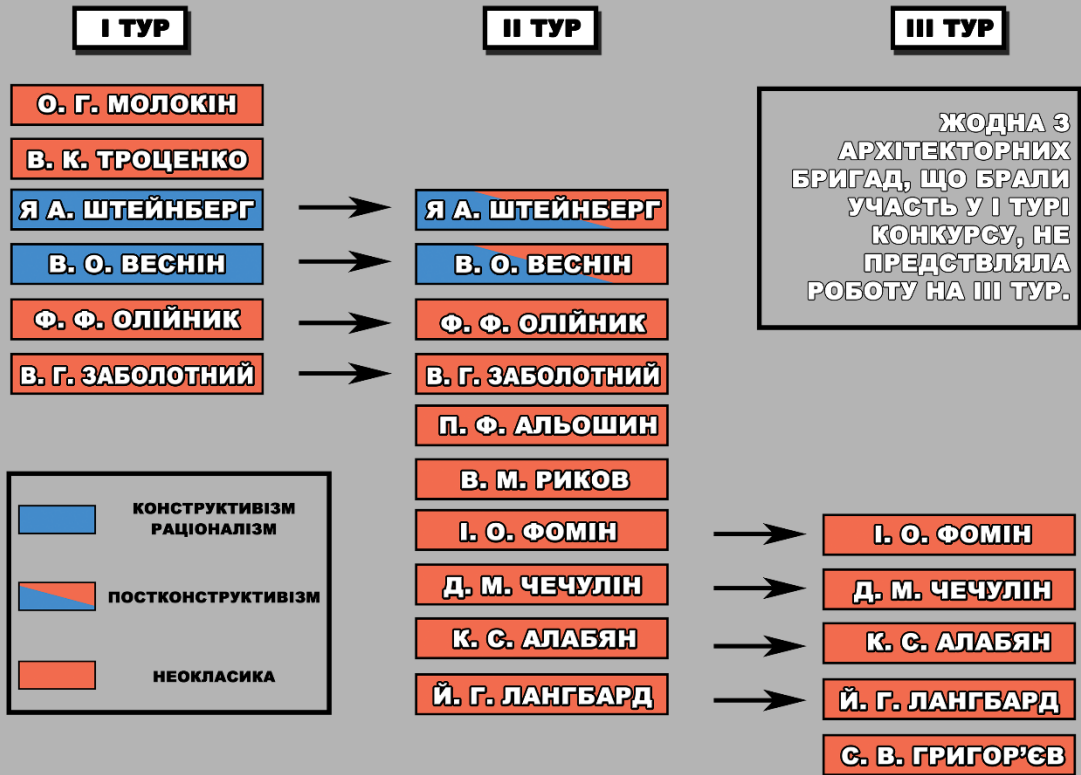 І ТУР
О. Г. МОЛОКІН
В. К. ТРОЦЕНКО
Я А. ШТЕЙНБЕРГ
В. О. ВЕСНІН
Ф. Ф. ОЛІЙНИК
В. Г. ЗАБОЛОТНИЙ
КОНСТРУКТИВІЗМ
РАЦІОНАЛІЗМ
ПОСТКОНСТРУКТИВІЗМ
НЕОКЛАСИКА
ІІ ТУР
Я А. ШТЕЙНБЕРГ
В. О. ВЕСНІН
Ф. Ф. ОЛІЙНИК
В. Г. ЗАБОЛОТНИЙ
П. Ф. АЛЬОШИН
В. М. РИКОВ
І. О. ФОМІН
Д. М. ЧЕЧУЛІН
К. С. АЛАБЯН
Й. Г. ЛАНГБАРД
ІІІ ТУР
ЖОДНА З
АРХІТЕКТОРНИХ
БРИГАД, ЩО БРАЛИ
УЧАСТЬ У І ТУРІ
КОНКУРСУ, НЕ
ПРЕДСТВЛЯЛА
РОБОТУ НА ІІІ ТУР.
І. О. ФОМІН
Д. М. ЧЕЧУЛІН
К. С. АЛАБЯН
Й. Г. ЛАНГБАРД
С. В. ГРИГОР'ЄВ